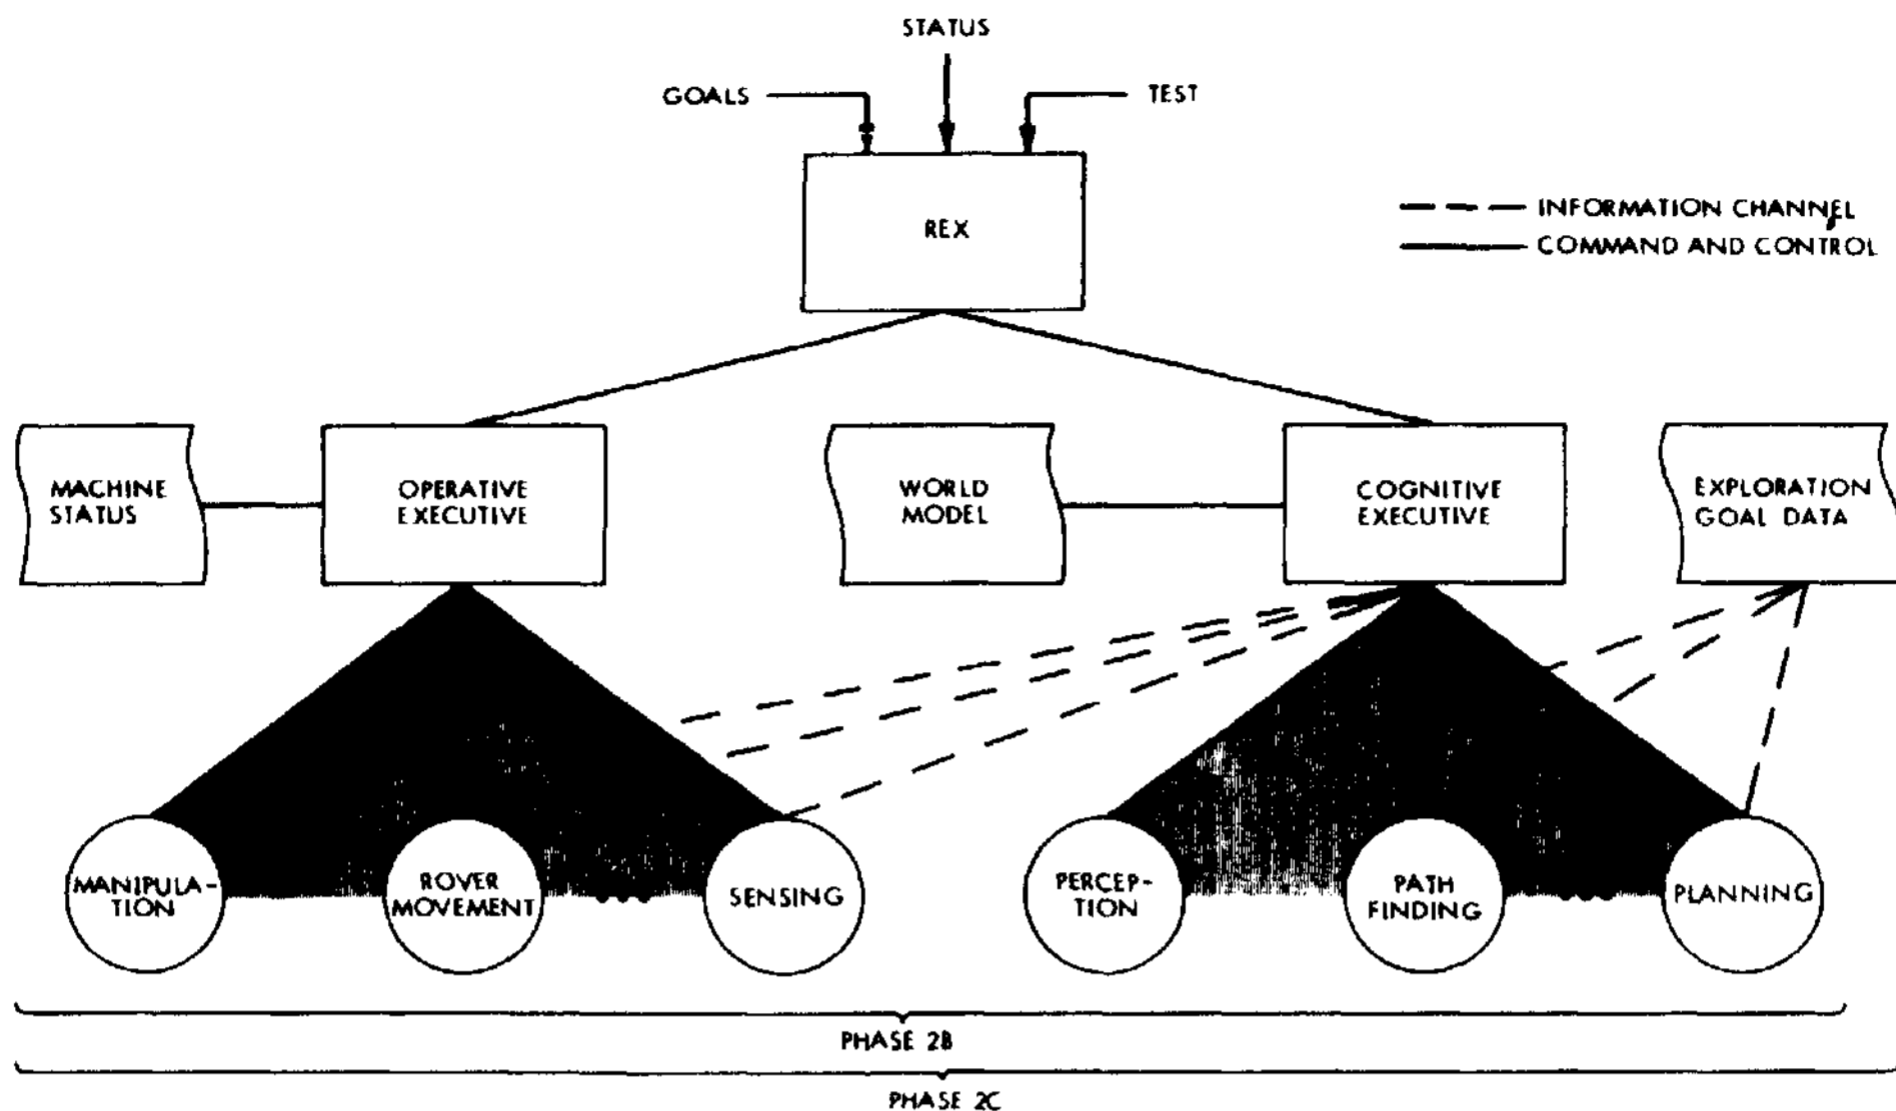 STATUS
GOALS
TEST
REX
INFORMATION CHANNEL
COMMAND AND CONTROL
MACHINE
STATUS
OPERATIVE
EXECUTIVE
WORLD
MODEL
COGNITIVE
EXECUTIVE
EXPLORATION
GOAL DATA
MANIPULA-
TION
ROVER
MOVEMENT
SENSING
PERCEP-
TION
PATH
FINDING
PLANNING
PHASE 2B
PHASE 2C